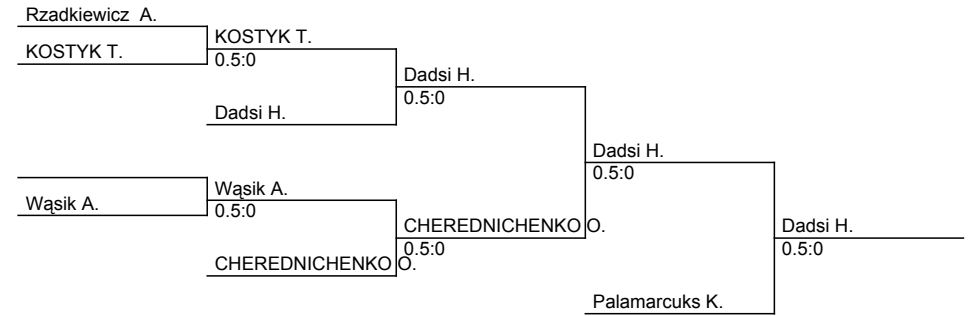 Rzadkiewicz A.
KOSTYK T.
KOSTYK T.
0.5:0
Dadsi H.
Dadsi H.
0.5:0
Dadsi H.
0.5:0
Wąsik A.
Wąsik A.
0.5:0
CHEREDNICHENKO O.
0.5:0
CHEREDNICHENKO O.
Dadsi H.
0.5:0
Palamarcuks K.